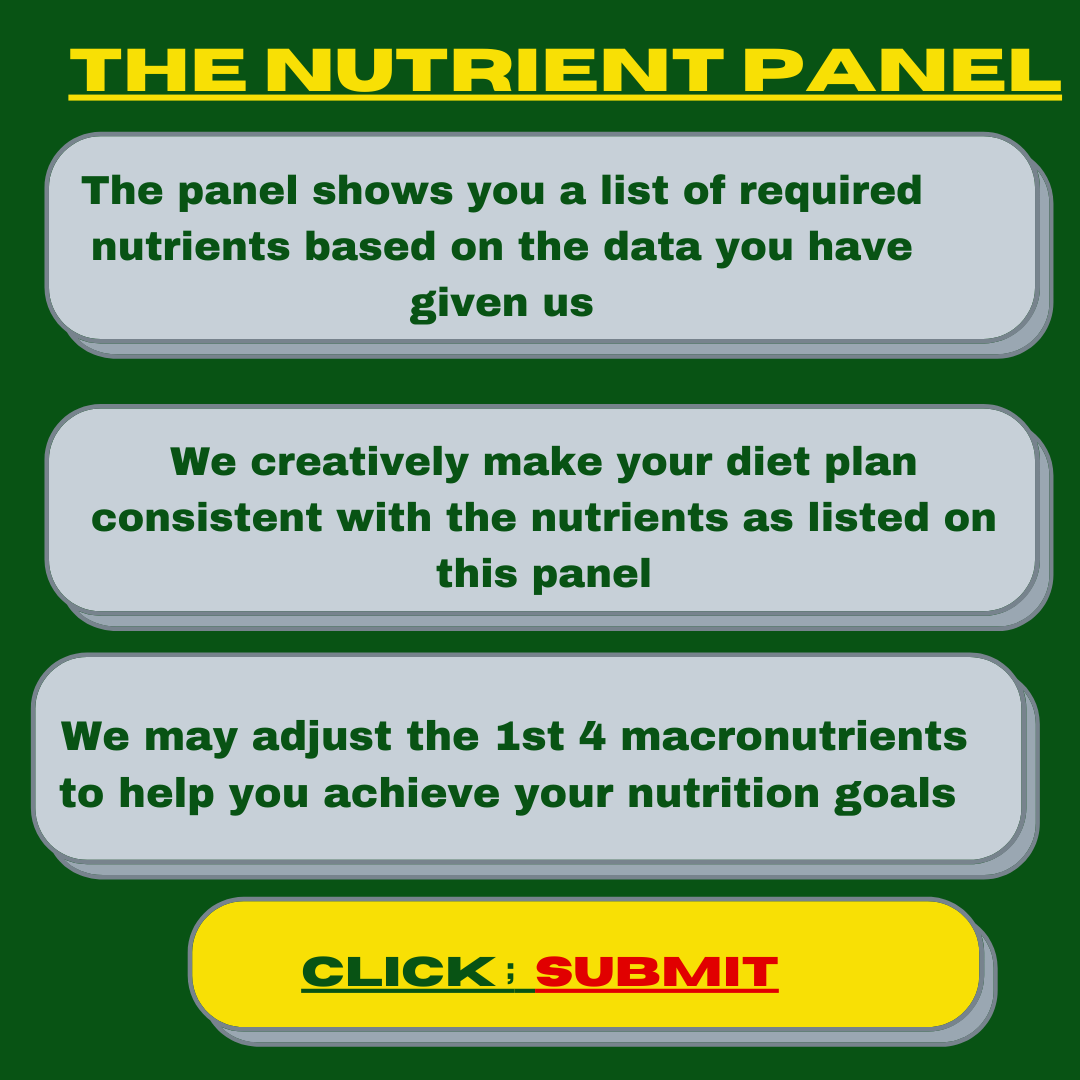 THE NUTRIENT PANEL
The panel shows you a list of required
nutrients based on the data you have
given us
We creatively make your diet plan
consistent with the nutrients as listed on
this panel
We may adjust the 1st 4 macronutrients
to help you achieve your nutrition goals
CLICK ; SUBMIT